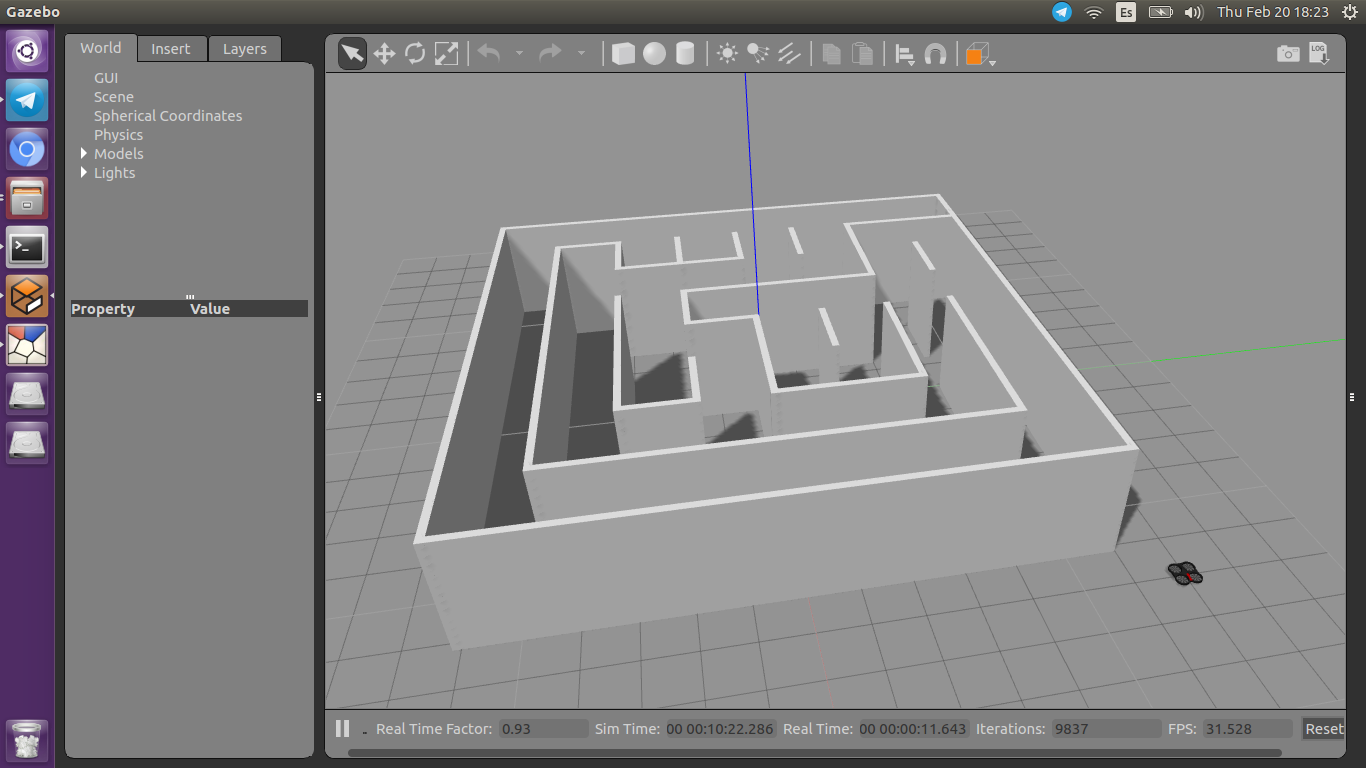 Gazebo
Es
Thu Feb 20 18:23
World Insert Layers
GUI
Scene
Spherical Coordinates
Physics
Models
Lights
Property Value
LOG
Real Time Factor: 0.93 Sim Time: 00 00:10:22.286 Real Time: 00 00:00:11.643 Iterations: 9837 FPS: 31.528 Reset